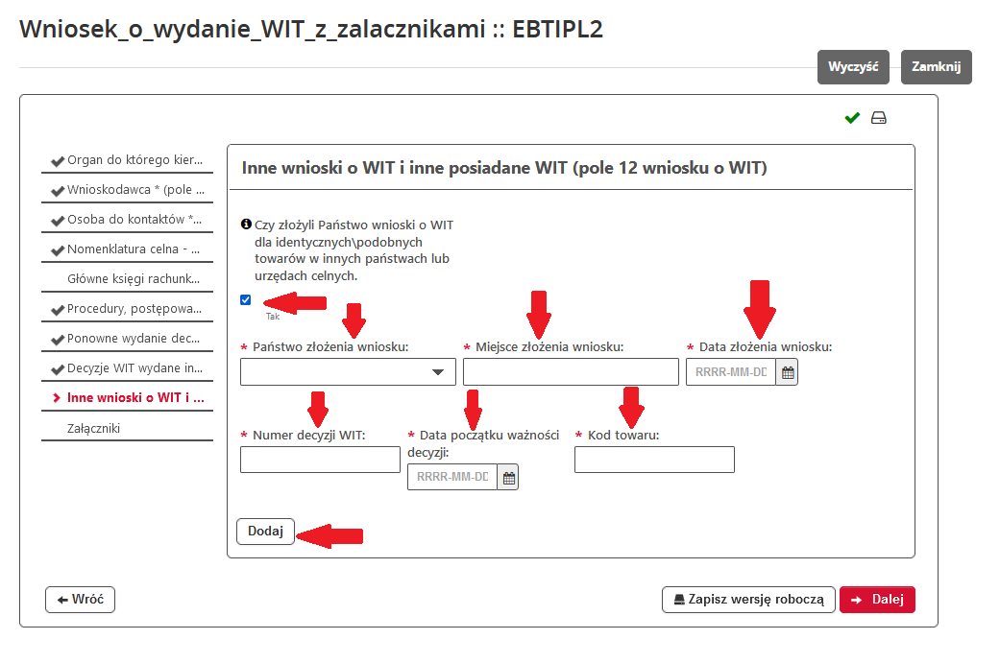 Wniosek_o_wydanie_WIT_z_zalacznikami :: EBTIPL2
Wyczyść
Zamknij
Organ do którego kier...
Wnioskodawca * (pole ...
Osoba do kontaktów *...
Nomenklatura celna - ...
Główne księgi rachunk...
Procedury, postępowa...
Ponowne wydanie dec...
Decyzje WIT wydane in...
Inne wnioski o WIT i ...
Załączniki
Inne wnioski o WIT i inne posiadane WIT (pole 12 wniosku o WIT)
Czy złożyli Państwo wnioski o WIT
dla identycznych\podobnych
towarów w innych państwach lub
urzędach celnych.
Tak
* Państwo złożenia wniosku:
* Miejsce złożenia wniosku:
* Data złożenia wniosku:
RRRR-MM-DD
* Numer decyzji WIT:
* Data początku ważności
decyzji:
RRRR-MM-DD
* Kod towaru:
Dodaj
Wróć
Zapisz wersję roboczą
Dalej